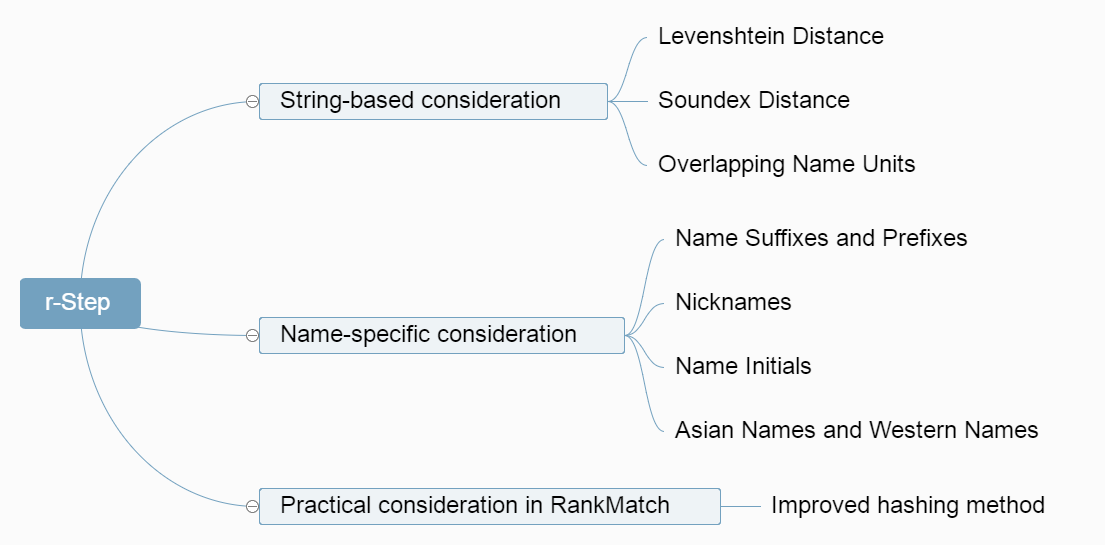 r-Step
String-based consideration
Levenshtein Distance
Soundex Distance
Overlapping Name Units
Name-specific consideration
Name Suffixes and Prefixes
Nicknames
Name Initials
Asian Names and Western Names
Practical consideration in RankMatch
Improved hashing method